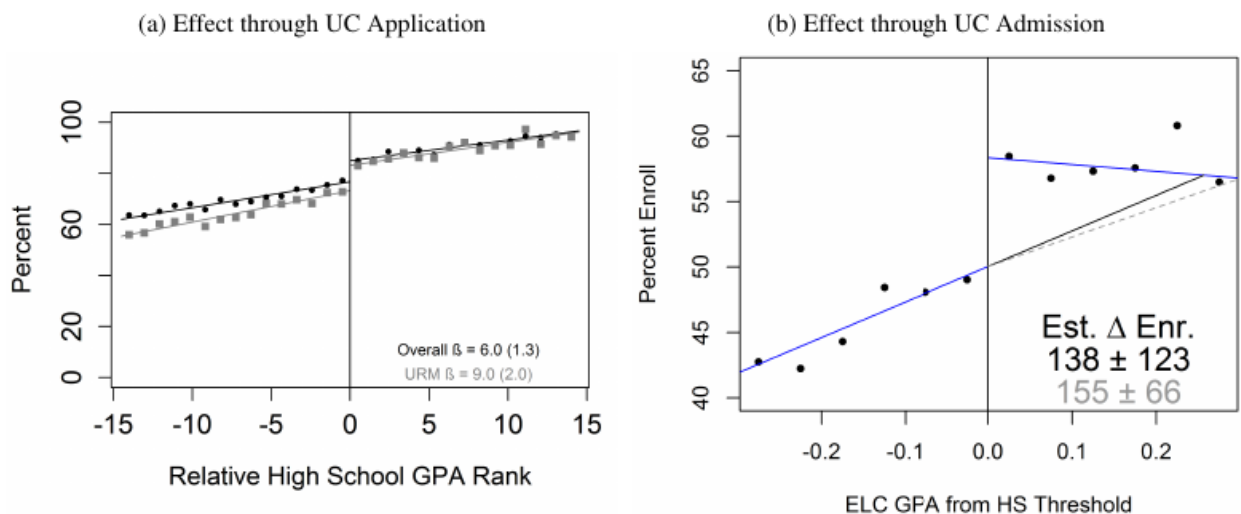 (a) Effect through UC Application
Percent
100
60
20
0
Overall ß = 6.0 (1.3)
URM ß = 9.0 (2.0)
-15 -10 -5 0 5 10 15
Relative High School GPA Rank
(b) Effect through UC Admission
Percent Enroll
65
60
55
50
45
40
Est. Δ Enr.
138 ± 123
155 ± 66
-0.2 -0.1 0.0 0.1 0.2
ELC GPA from HS Threshold